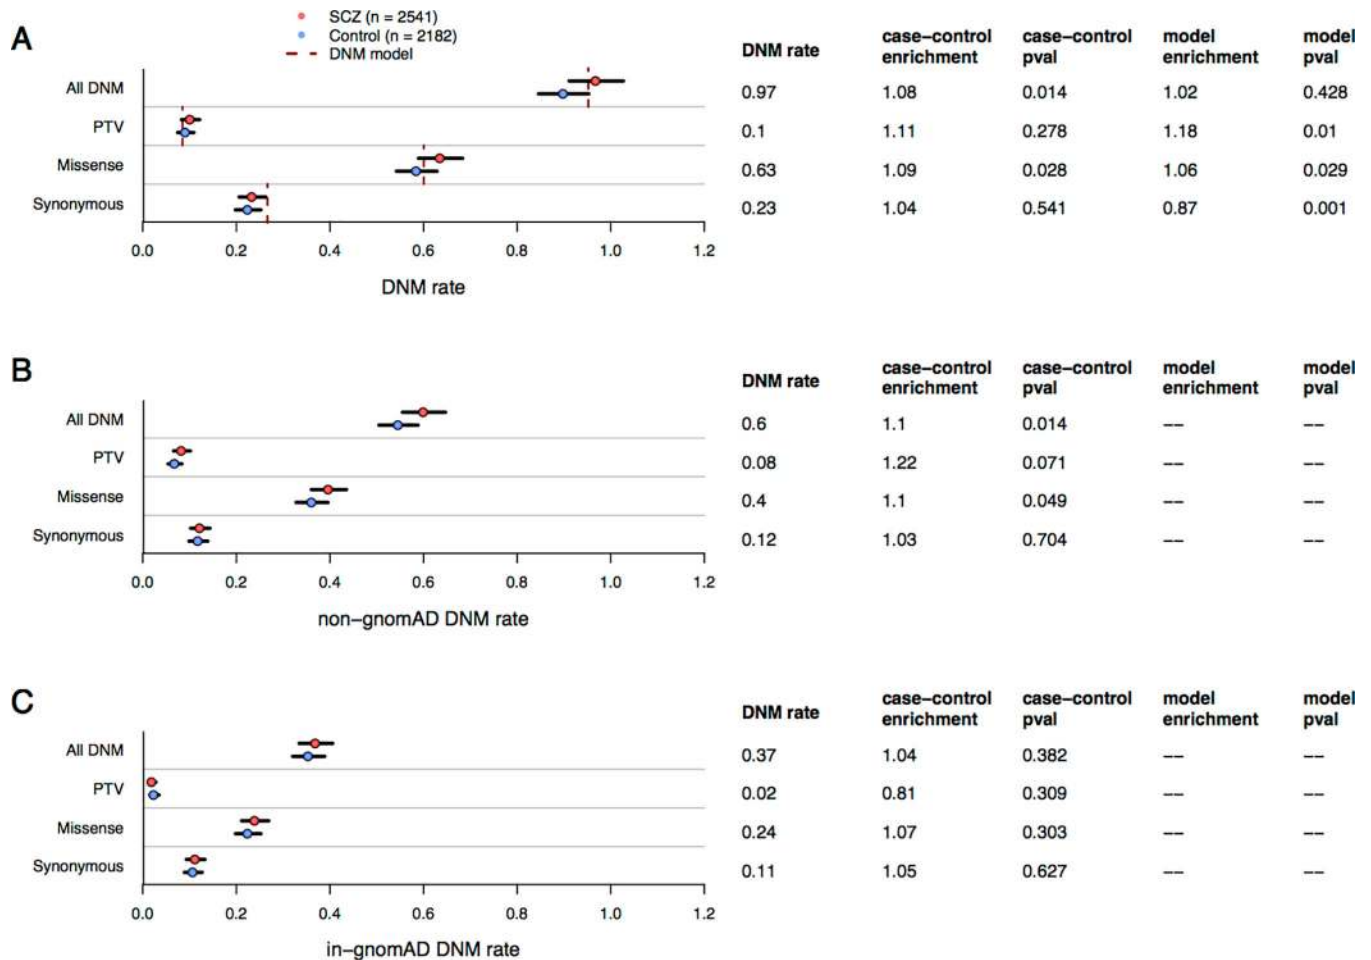 SCZ (n = 2541)
Control (n = 2182)
DNM model
A
DNM rate case–control enrichment case–control pval model enrichment model pval
All DNM 0.97 1.08 0.014 1.02 0.428
PTV 0.1 1.11 0.278 1.18 0.01
Missense 0.63 1.09 0.028 1.06 0.029
Synonymous 0.23 1.04 0.541 0.87 0.001
0.0 0.2 0.4 0.6 0.8 1.0 1.2
DNM rate
B
DNM rate case–control enrichment case–control pval model enrichment model pval
All DNM 0.6 1.1 0.014 –– ––
PTV 0.08 1.22 0.071 –– ––
Missense 0.4 1.1 0.049 –– ––
Synonymous 0.12 1.03 0.704 –– ––
0.0 0.2 0.4 0.6 0.8 1.0 1.2
non−gnomAD DNM rate
C
DNM rate case–control enrichment case–control pval model enrichment model pval
All DNM 0.37 1.04 0.382 –– ––
PTV 0.02 0.81 0.309 –– ––
Missense 0.24 1.07 0.303 –– ––
Synonymous 0.11 1.05 0.627 –– ––
0.0 0.2 0.4 0.6 0.8 1.0 1.2
in−gnomAD DNM rate